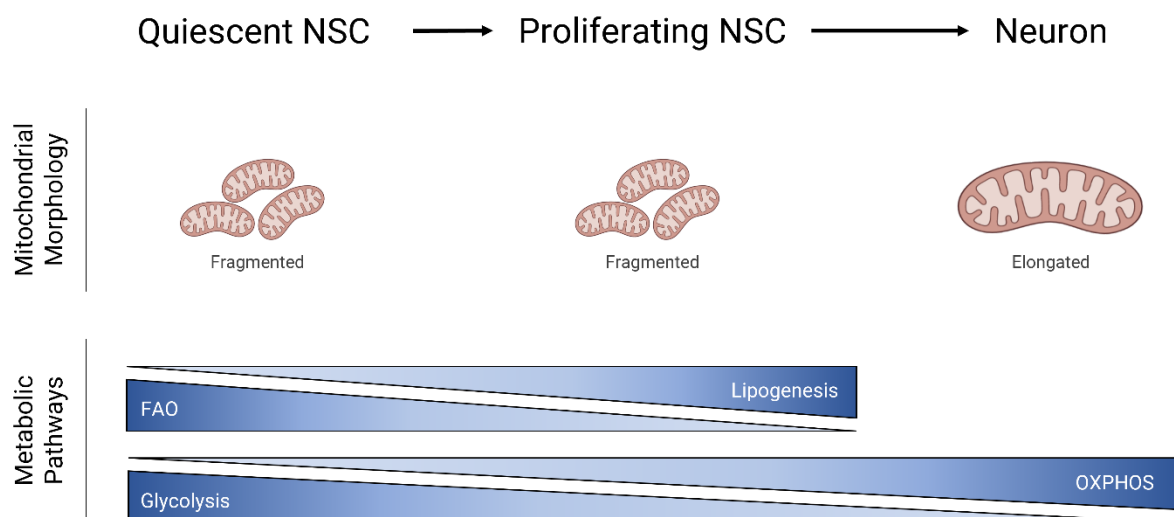 Quiescent NSC
Proliferating NSC
Neuron
Mitochondrial
Morphology
Fragmented
Fragmented
Elongated
Metabolic
Pathways
Lipogenesis
FAO
OXPHOS
Glycolysis